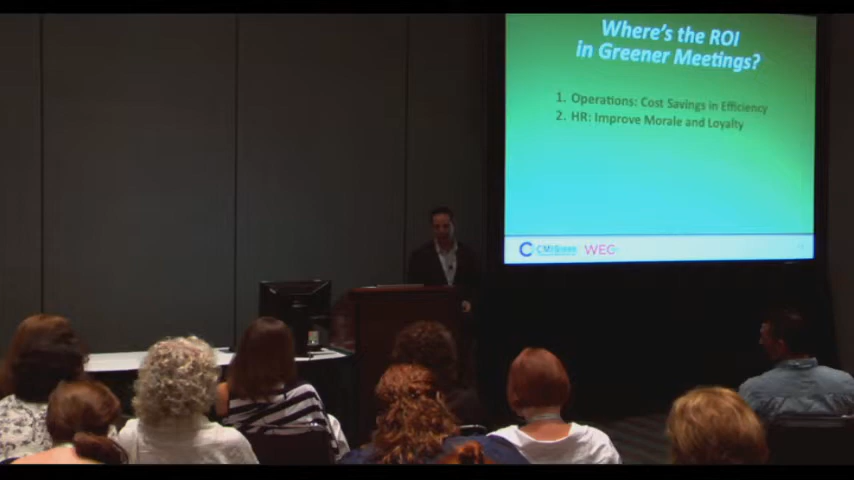 Where's the ROI
in Greener Meetings?
1. Operations: Cost Savings in Efficiency
2. HR: Improve Morale and Loyalty
CMIGreen WEC